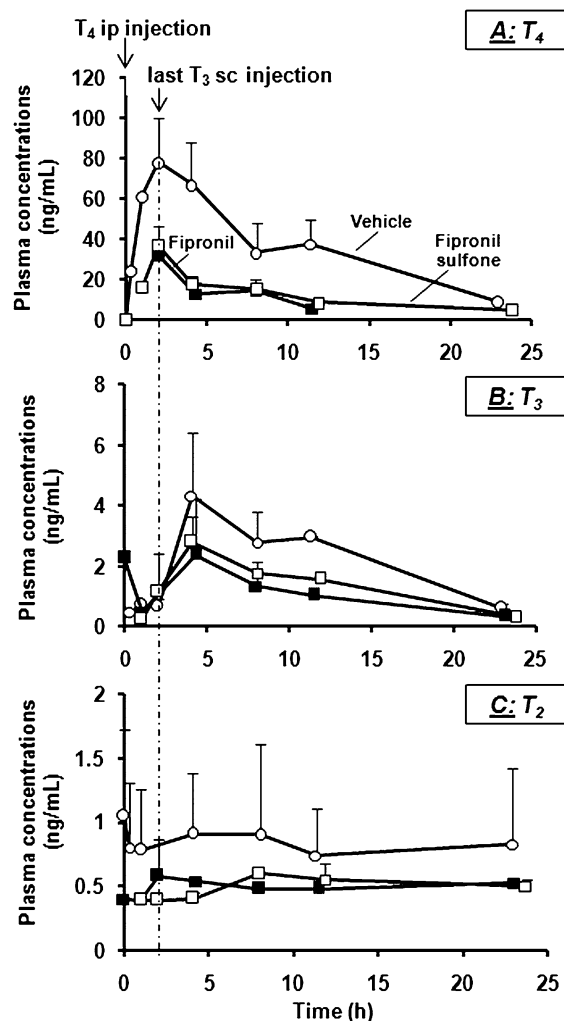 T4 ip injection
A: T4
last T3 sc injection
Plasma concentrations
(ng/mL)
120
100
80
60
40
20
0
Fipronil
Vehicle
Fipronil
sulfone
0 5 10 15 20 25
B: T3
Plasma concentrations
(ng/mL)
8
6
4
2
0
0 5 10 15 20 25
C: T2
Plasma concentrations
(ng/mL)
2
1.5
1
0.5
0
0 5 10 15 20 25
Time (h)